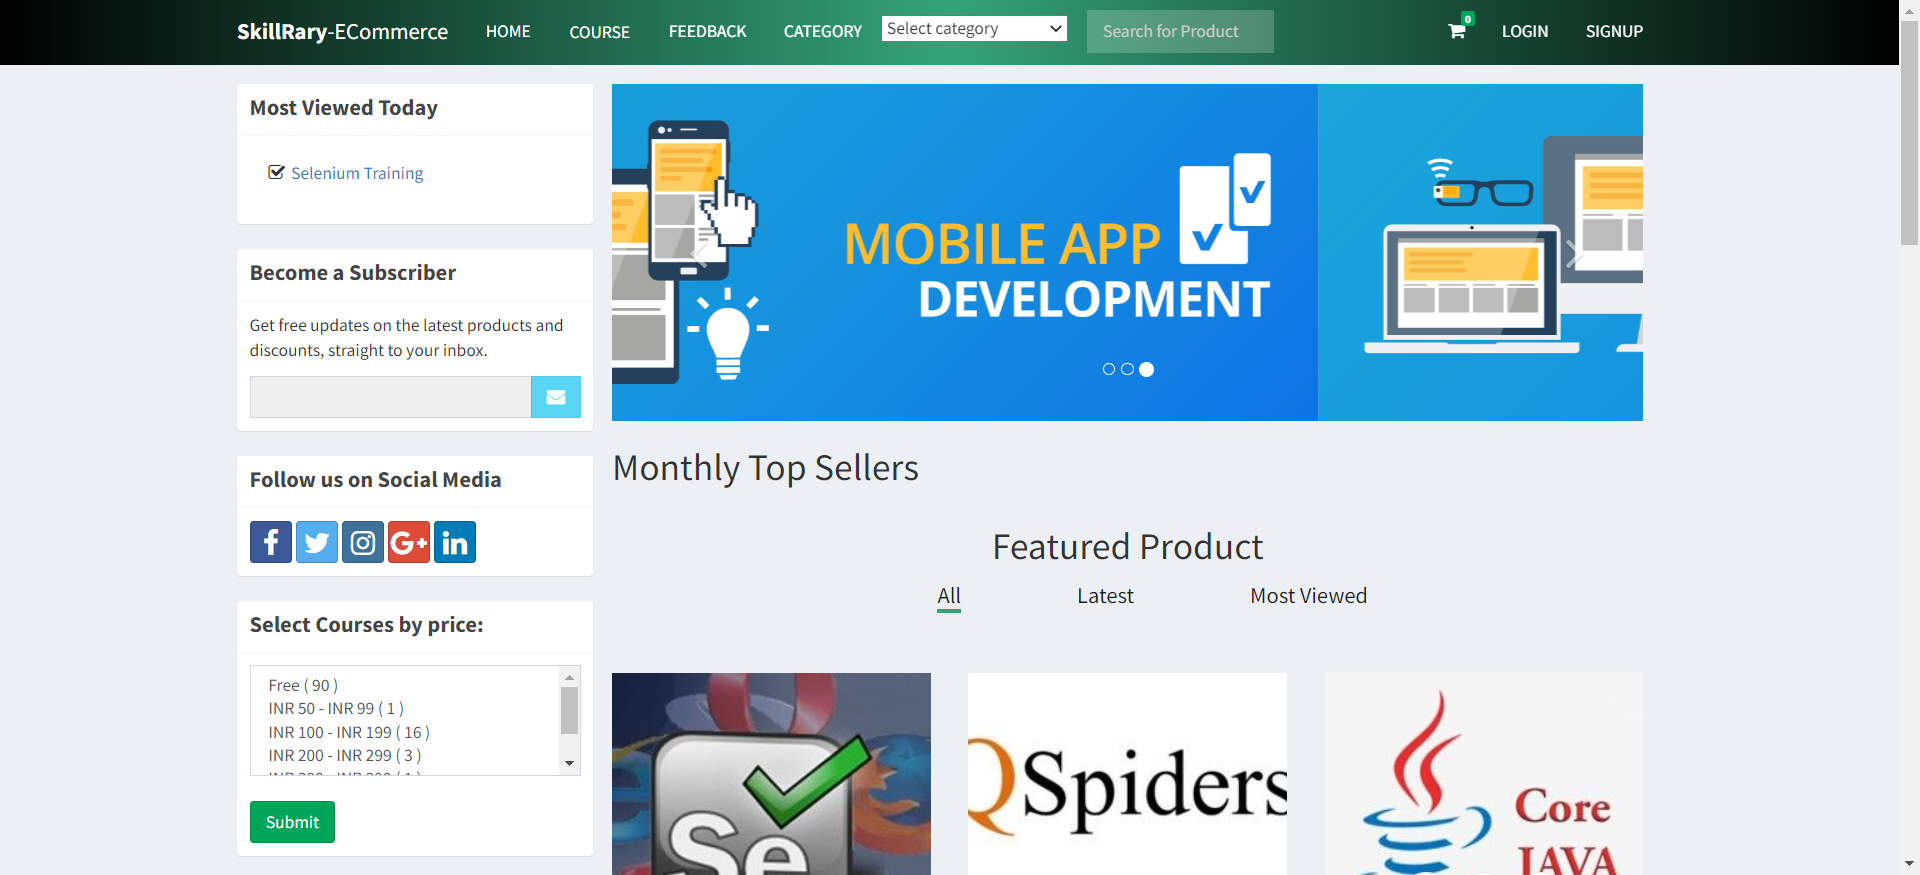 SkillRary-ECommerce HOME COURSE FEEDBACK CATEGORY Select category Search for Product 0 LOGIN SIGNUP
Most Viewed Today
Selenium Training
Become a Subscriber
Get free updates on the latest products and
discounts, straight to your inbox.
Follow us on Social Media
Select Courses by price:
Free ( 90 )
INR 50 - INR 99 ( 1 )
INR 100 - INR 199 ( 16 )
INR 200 - INR 299 ( 3 )
Submit
MOBILE APP
DEVELOPMENT
Monthly Top Sellers
Featured Product
All Latest Most Viewed
Se
QSpiders
Core
JAVA